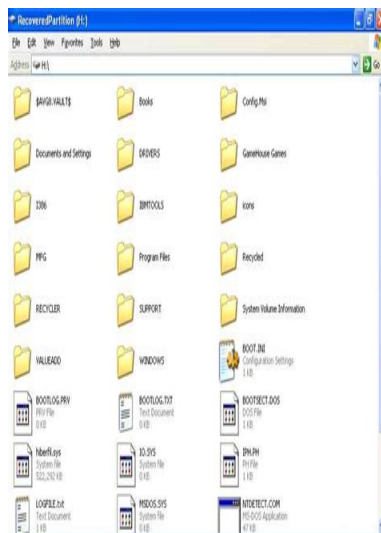 RecoveredPartition (H:)
File Edit View Favorites Tools Help
Address H:\ Go
$AVG8.VAULT$ Books Config.Msi
Documents and Settings DRIVERS GameHouse Games
I386 IBMTOOLS icons
MFG Program Files Recycled
RECYCLER SUPPORT System Volume Information
VALUEADD WINDOWS BOOT.INI
Configuration Settings
1 KB
BOOTLOG.PRV BOOTLOG.TXT BOOTSECT.DOS
PRV File Text Document DOS File
0 KB 0 KB 1 KB
hiberfil.sys IO.SYS IPH.PH
System file System file PH File
522,292 KB 0 KB 1 KB
LOGFILE.txt MSDOS.SYS NTDETECT.COM
Text Document System file MS-DOS Application
1 KB 0 KB 47 KB